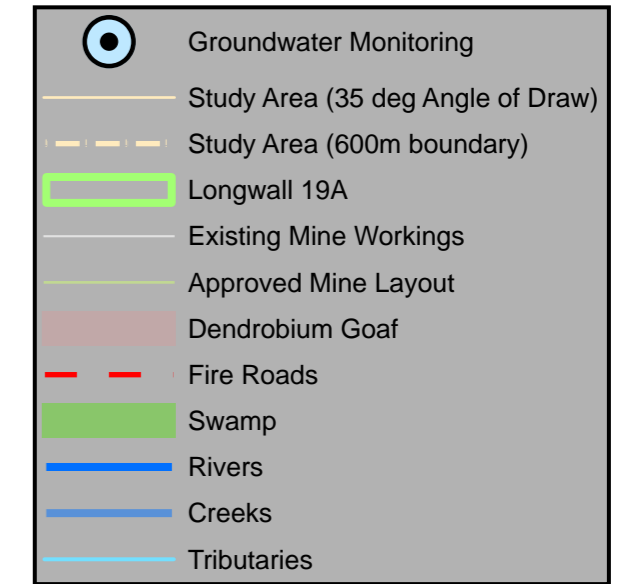 Groundwater Monitoring
Study Area (35 deg Angle of Draw)
Study Area (600m boundary)
Longwall 19A
Existing Mine Workings
Approved Mine Layout
Dendrobium Goaf
Fire Roads
Swamp
Rivers
Creeks
Tributaries